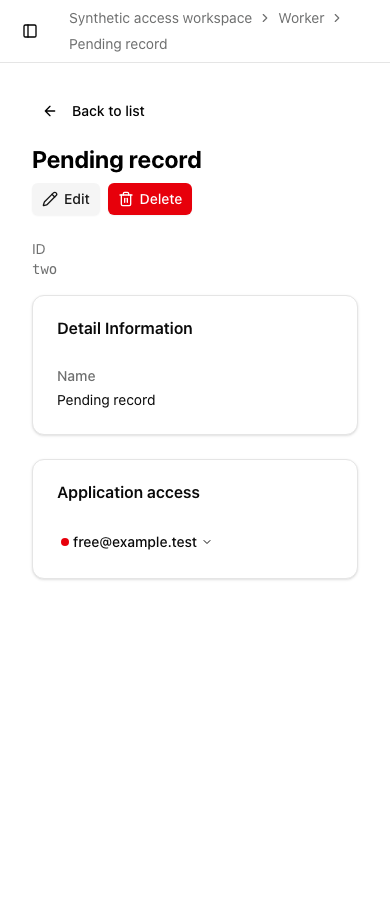 Synthetic access workspace > Worker >
Pending record
Back to list
Pending record
Edit Delete
ID
two
Detail Information
Name
Pending record
Application access
free@example.test